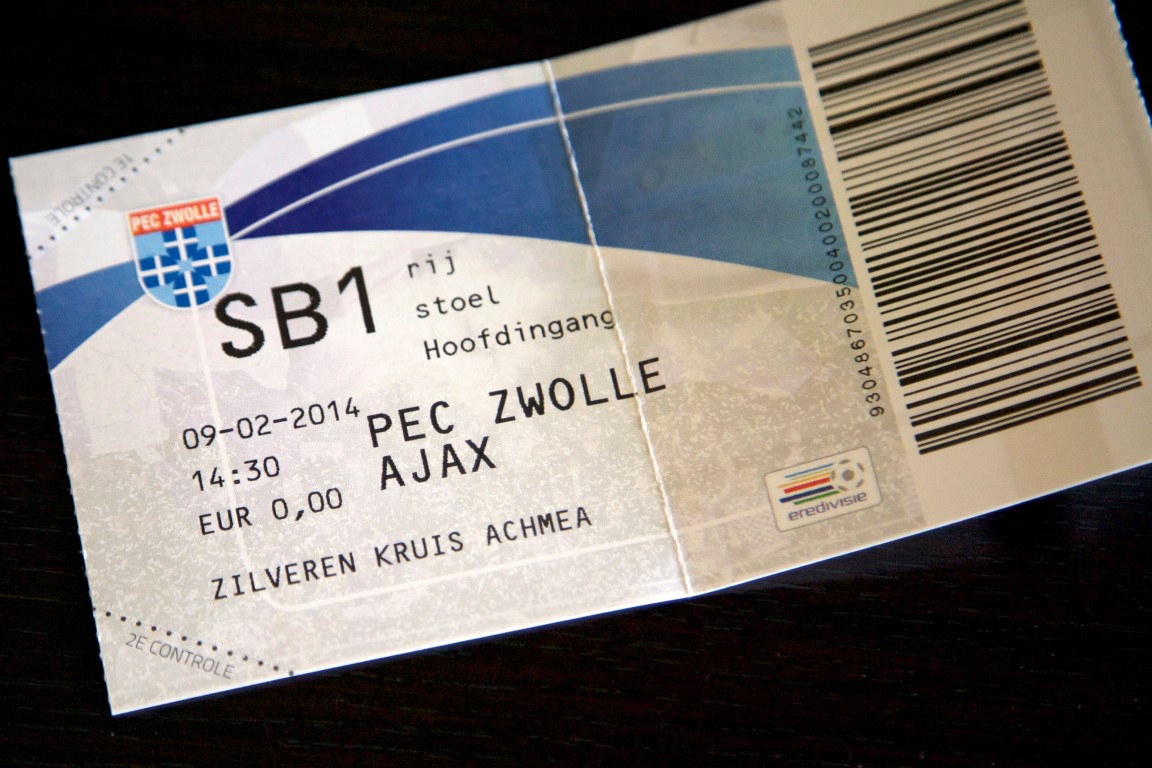 1E CONTROLE
PEC ZWOLLE
SB1
rij
stoel
Hoofdingang
09-02-2014
14:30
EUR 0,00
PEC ZWOLLE
AJAX
ZILVEREN KRUIS ACHMEA
2E CONTROLE
eredivisie
9304867035004002000087442